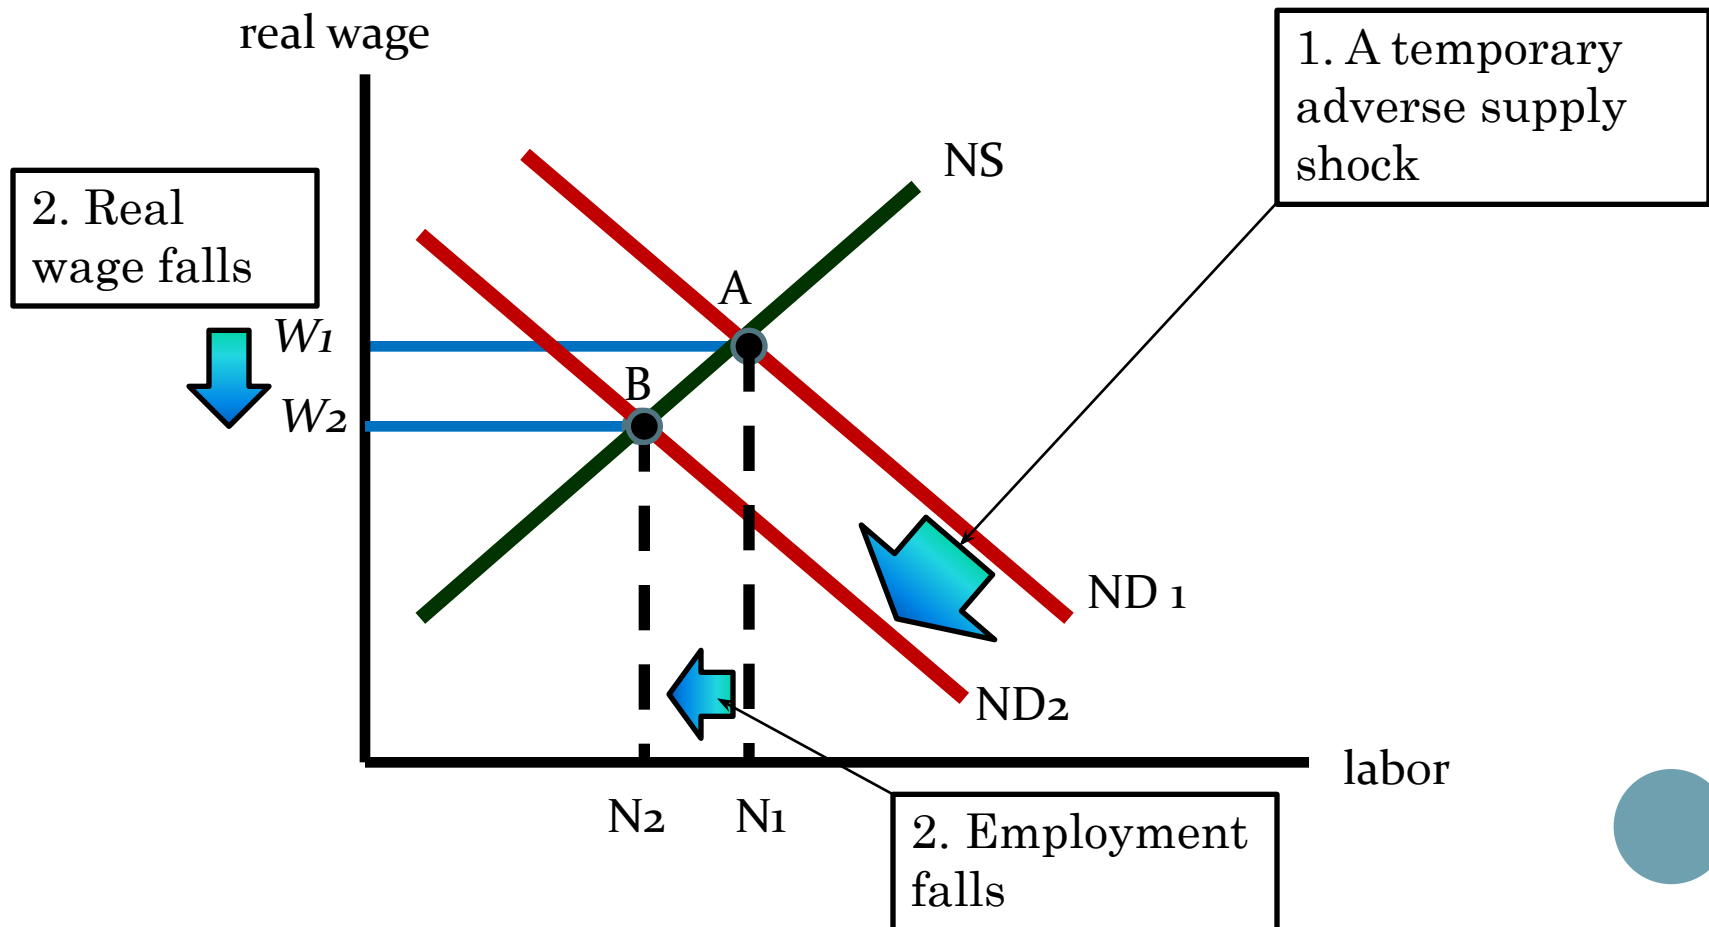 real wage
1. A temporary
adverse supply
shock
NS
2. Real
wage falls
A
W1
B
W2
ND 1
ND2
labor
N2
N1
2. Employment
falls